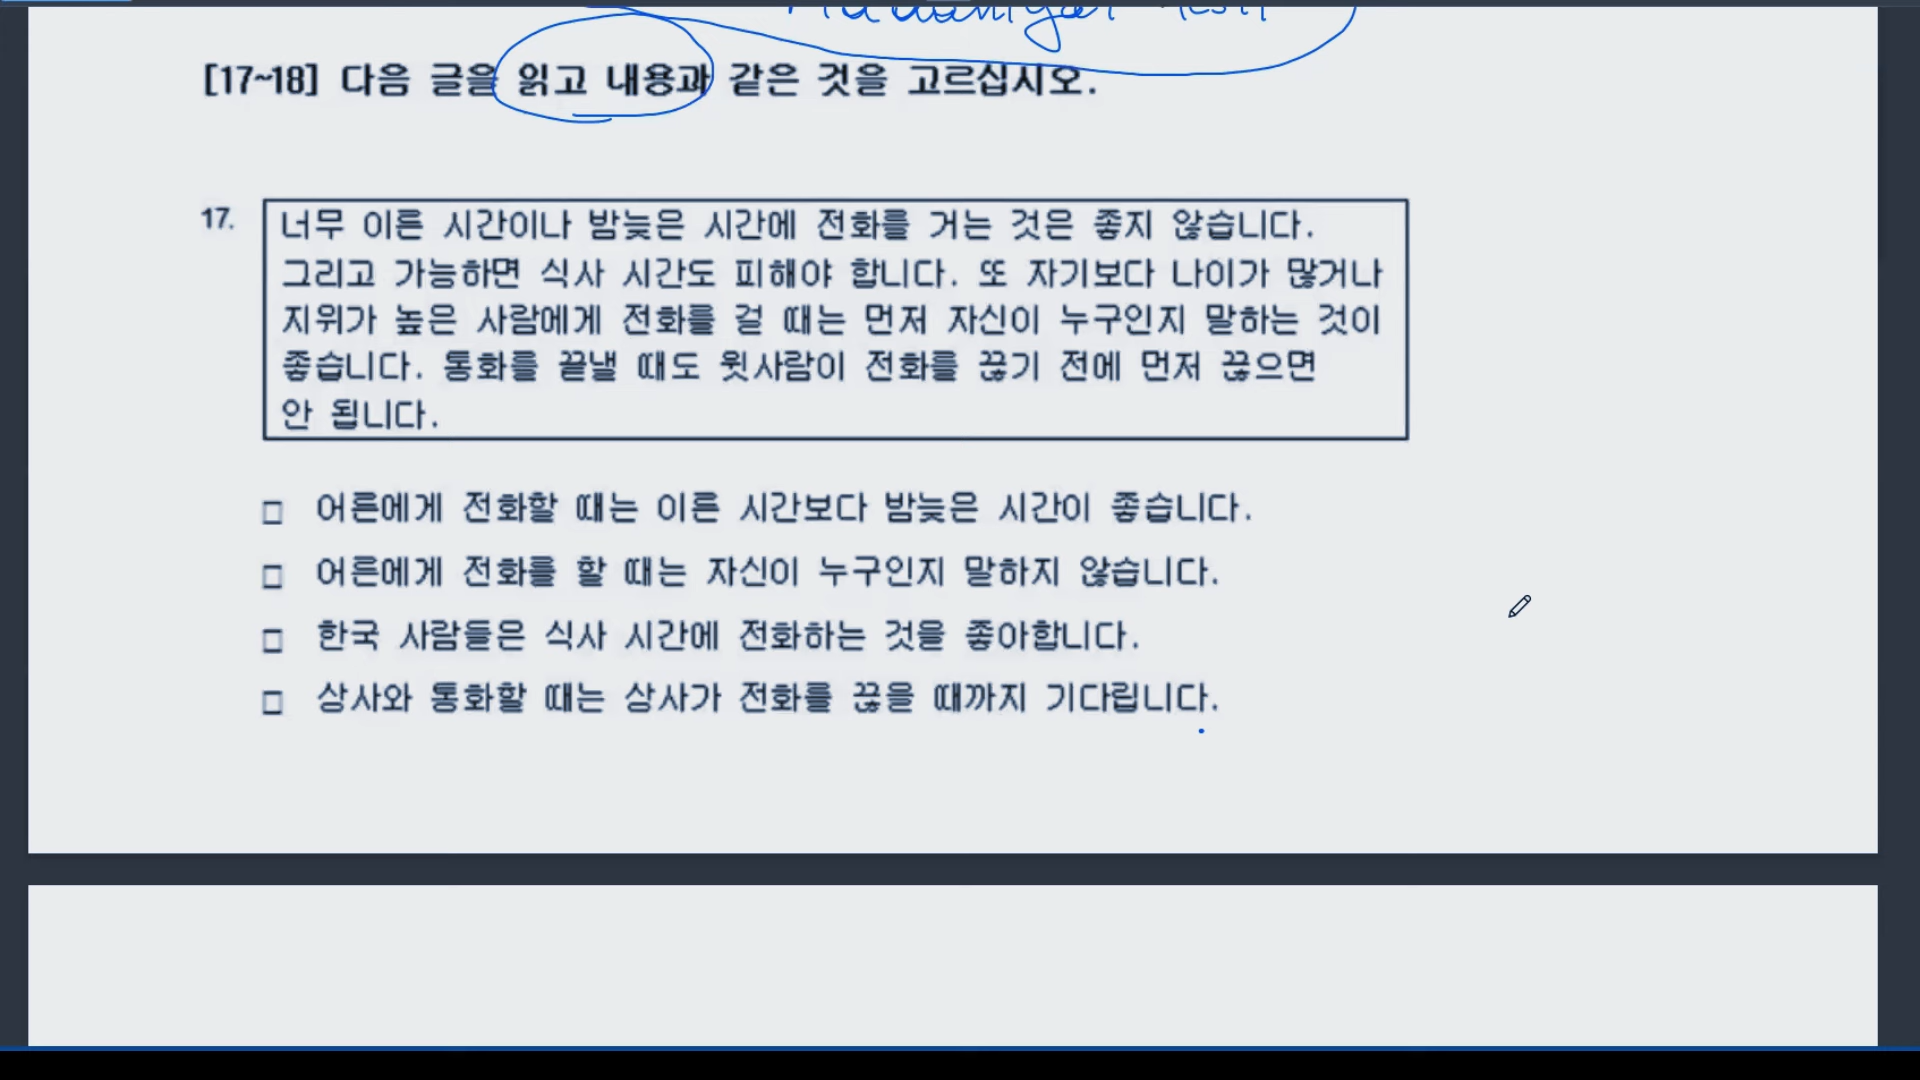 [17~18] 다음 글을 읽고 내용과 같은 것을 고르십시오.
17.
너무 이른 시간이나 밤늦은 시간에 전화를 거는 것은 좋지 않습니다.
그리고 가능하면 식사 시간도 피해야 합니다. 또 자기보다 나이가 많거나
지위가 높은 사람에게 전화를 걸 때는 먼저 자신이 누구인지 말하는 것이
좋습니다. 통화를 끝낼 때도 윗사람이 전화를 끊기 전에 먼저 끊으면
안 됩니다.
□ 어른에게 전화할 때는 이른 시간보다 밤늦은 시간이 좋습니다.
□ 어른에게 전화를 할 때는 자신이 누구인지 말하지 않습니다.
□ 한국 사람들은 식사 시간에 전화하는 것을 좋아합니다.
□ 상사와 통화할 때는 상사가 전화를 끊을 때까지 기다립니다.